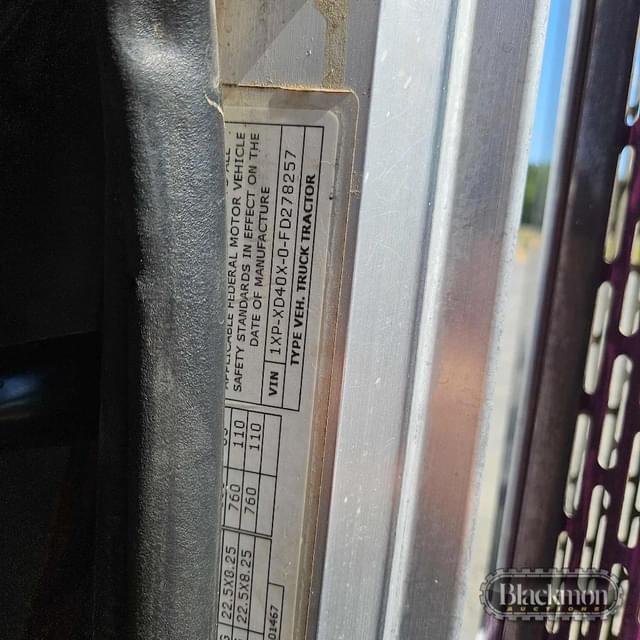 APPLICABLE FEDERAL MOTOR VEHICLE
SAFETY STANDARDS IN EFFECT ON THE
DATE OF MANUFACTURE
VIN 1XP-XD40X-0-FD278257
TYPE VEH. TRUCK TRACTOR
22.5X8.25 760 110
22.5X8.25 760 110
01467
Blackmon
AUCTIONS